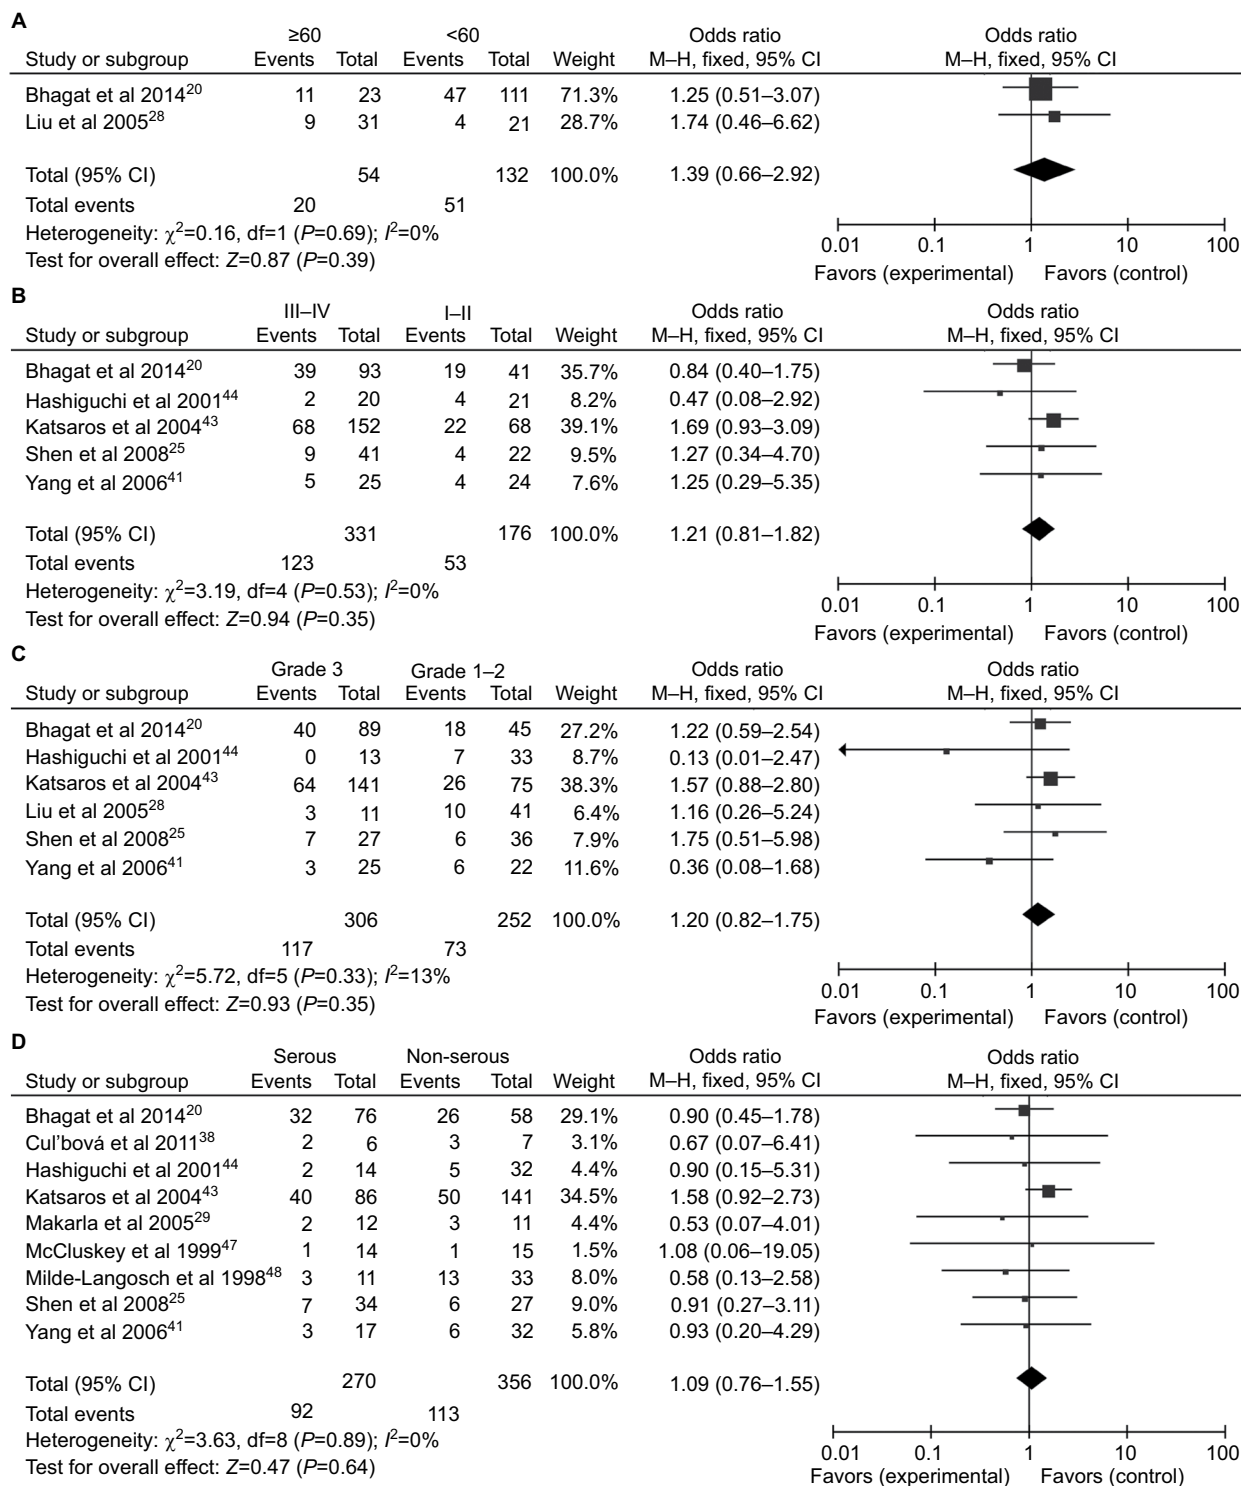 A
≥60 <60 Odds ratio Odds ratio
Study or subgroup Events Total Events Total Weight M–H, fixed, 95% CI M–H, fixed, 95% CI
Bhagat et al 2014²⁰ 11 23 47 111 71.3% 1.25 (0.51–3.07)
Liu et al 2005²⁸ 9 31 4 21 28.7% 1.74 (0.46–6.62)
Total (95% CI) 54 132 100.0% 1.39 (0.66–2.92)
Total events 20 51
Heterogeneity: χ²=0.16, df=1 (P=0.69); I²=0%
Test for overall effect: Z=0.87 (P=0.39)
0.01 0.1 1 10 100
Favors (experimental) Favors (control)
B
III–IV I–II Odds ratio Odds ratio
Study or subgroup Events Total Events Total Weight M–H, fixed, 95% CI M–H, fixed, 95% CI
Bhagat et al 2014²⁰ 39 93 19 41 35.7% 0.84 (0.40–1.75)
Hashiguchi et al 2001⁴⁴ 2 20 4 21 8.2% 0.47 (0.08–2.92)
Katsaros et al 2004⁴³ 68 152 22 68 39.1% 1.69 (0.93–3.09)
Shen et al 2008²⁵ 9 41 4 22 9.5% 1.27 (0.34–4.70)
Yang et al 2006⁴¹ 5 25 4 24 7.6% 1.25 (0.29–5.35)
Total (95% CI) 331 176 100.0% 1.21 (0.81–1.82)
Total events 123 53
Heterogeneity: χ²=3.19, df=4 (P=0.53); I²=0%
Test for overall effect: Z=0.94 (P=0.35)
0.01 0.1 1 10 100
Favors (experimental) Favors (control)
C
Grade 3 Grade 1–2 Odds ratio Odds ratio
Study or subgroup Events Total Events Total Weight M–H, fixed, 95% CI M–H, fixed, 95% CI
Bhagat et al 2014²⁰ 40 89 18 45 27.2% 1.22 (0.59–2.54)
Hashiguchi et al 2001⁴⁴ 0 13 7 33 8.7% 0.13 (0.01–2.47)
Katsaros et al 2004⁴³ 64 141 26 75 38.3% 1.57 (0.88–2.80)
Liu et al 2005²⁸ 3 11 10 41 6.4% 1.16 (0.26–5.24)
Shen et al 2008²⁵ 7 27 6 36 7.9% 1.75 (0.51–5.98)
Yang et al 2006⁴¹ 3 25 6 22 11.6% 0.36 (0.08–1.68)
Total (95% CI) 306 252 100.0% 1.20 (0.82–1.75)
Total events 117 73
Heterogeneity: χ²=5.72, df=5 (P=0.33); I²=13%
Test for overall effect: Z=0.93 (P=0.35)
0.01 0.1 1 10 100
Favors (experimental) Favors (control)
D
Serous Non-serous Odds ratio Odds ratio
Study or subgroup Events Total Events Total Weight M–H, fixed, 95% CI M–H, fixed, 95% CI
Bhagat et al 2014²⁰ 32 76 26 58 29.1% 0.90 (0.45–1.78)
Cul’bová et al 2011³⁸ 2 6 3 7 3.1% 0.67 (0.07–6.41)
Hashiguchi et al 2001⁴⁴ 2 14 5 32 4.4% 0.90 (0.15–5.31)
Katsaros et al 2004⁴³ 40 86 50 141 34.5% 1.58 (0.92–2.73)
Makarla et al 2005²⁹ 2 12 3 11 4.4% 0.53 (0.07–4.01)
McCluskey et al 1999⁴⁷ 1 14 1 15 1.5% 1.08 (0.06–19.05)
Milde-Langosch et al 1998⁴⁸ 3 11 13 33 8.0% 0.58 (0.13–2.58)
Shen et al 2008²⁵ 7 34 6 27 9.0% 0.91 (0.27–3.11)
Yang et al 2006⁴¹ 3 17 6 32 5.8% 0.93 (0.20–4.29)
Total (95% CI) 270 356 100.0% 1.09 (0.76–1.55)
Total events 92 113
Heterogeneity: χ²=3.63, df=8 (P=0.89); I²=0%
Test for overall effect: Z=0.47 (P=0.64)
0.01 0.1 1 10 100
Favors (experimental) Favors (control)